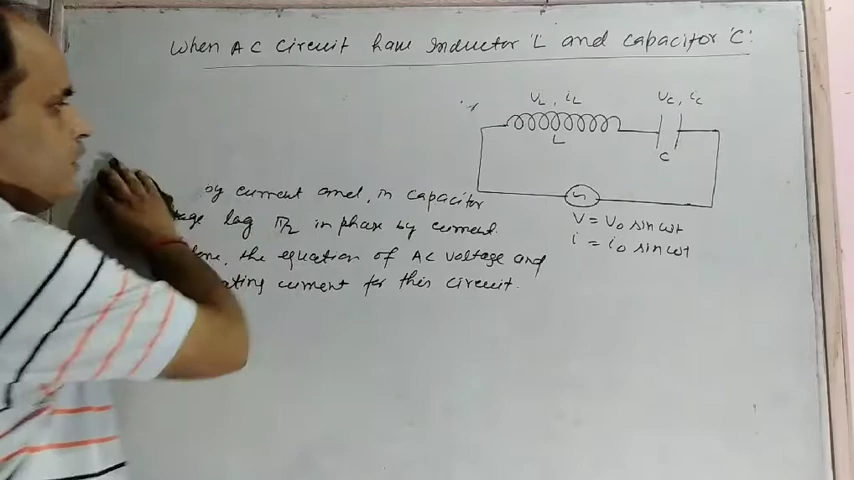 When AC circuit have Inductor 'L' and capacitor 'C':
VL, iL
VC, iC
L
C
by current and, in capacitor
lag π/2 in phase by current.
the equation of AC voltage and
current for this circuit.
V = V0 sin ωt
i = i0 sin ωt